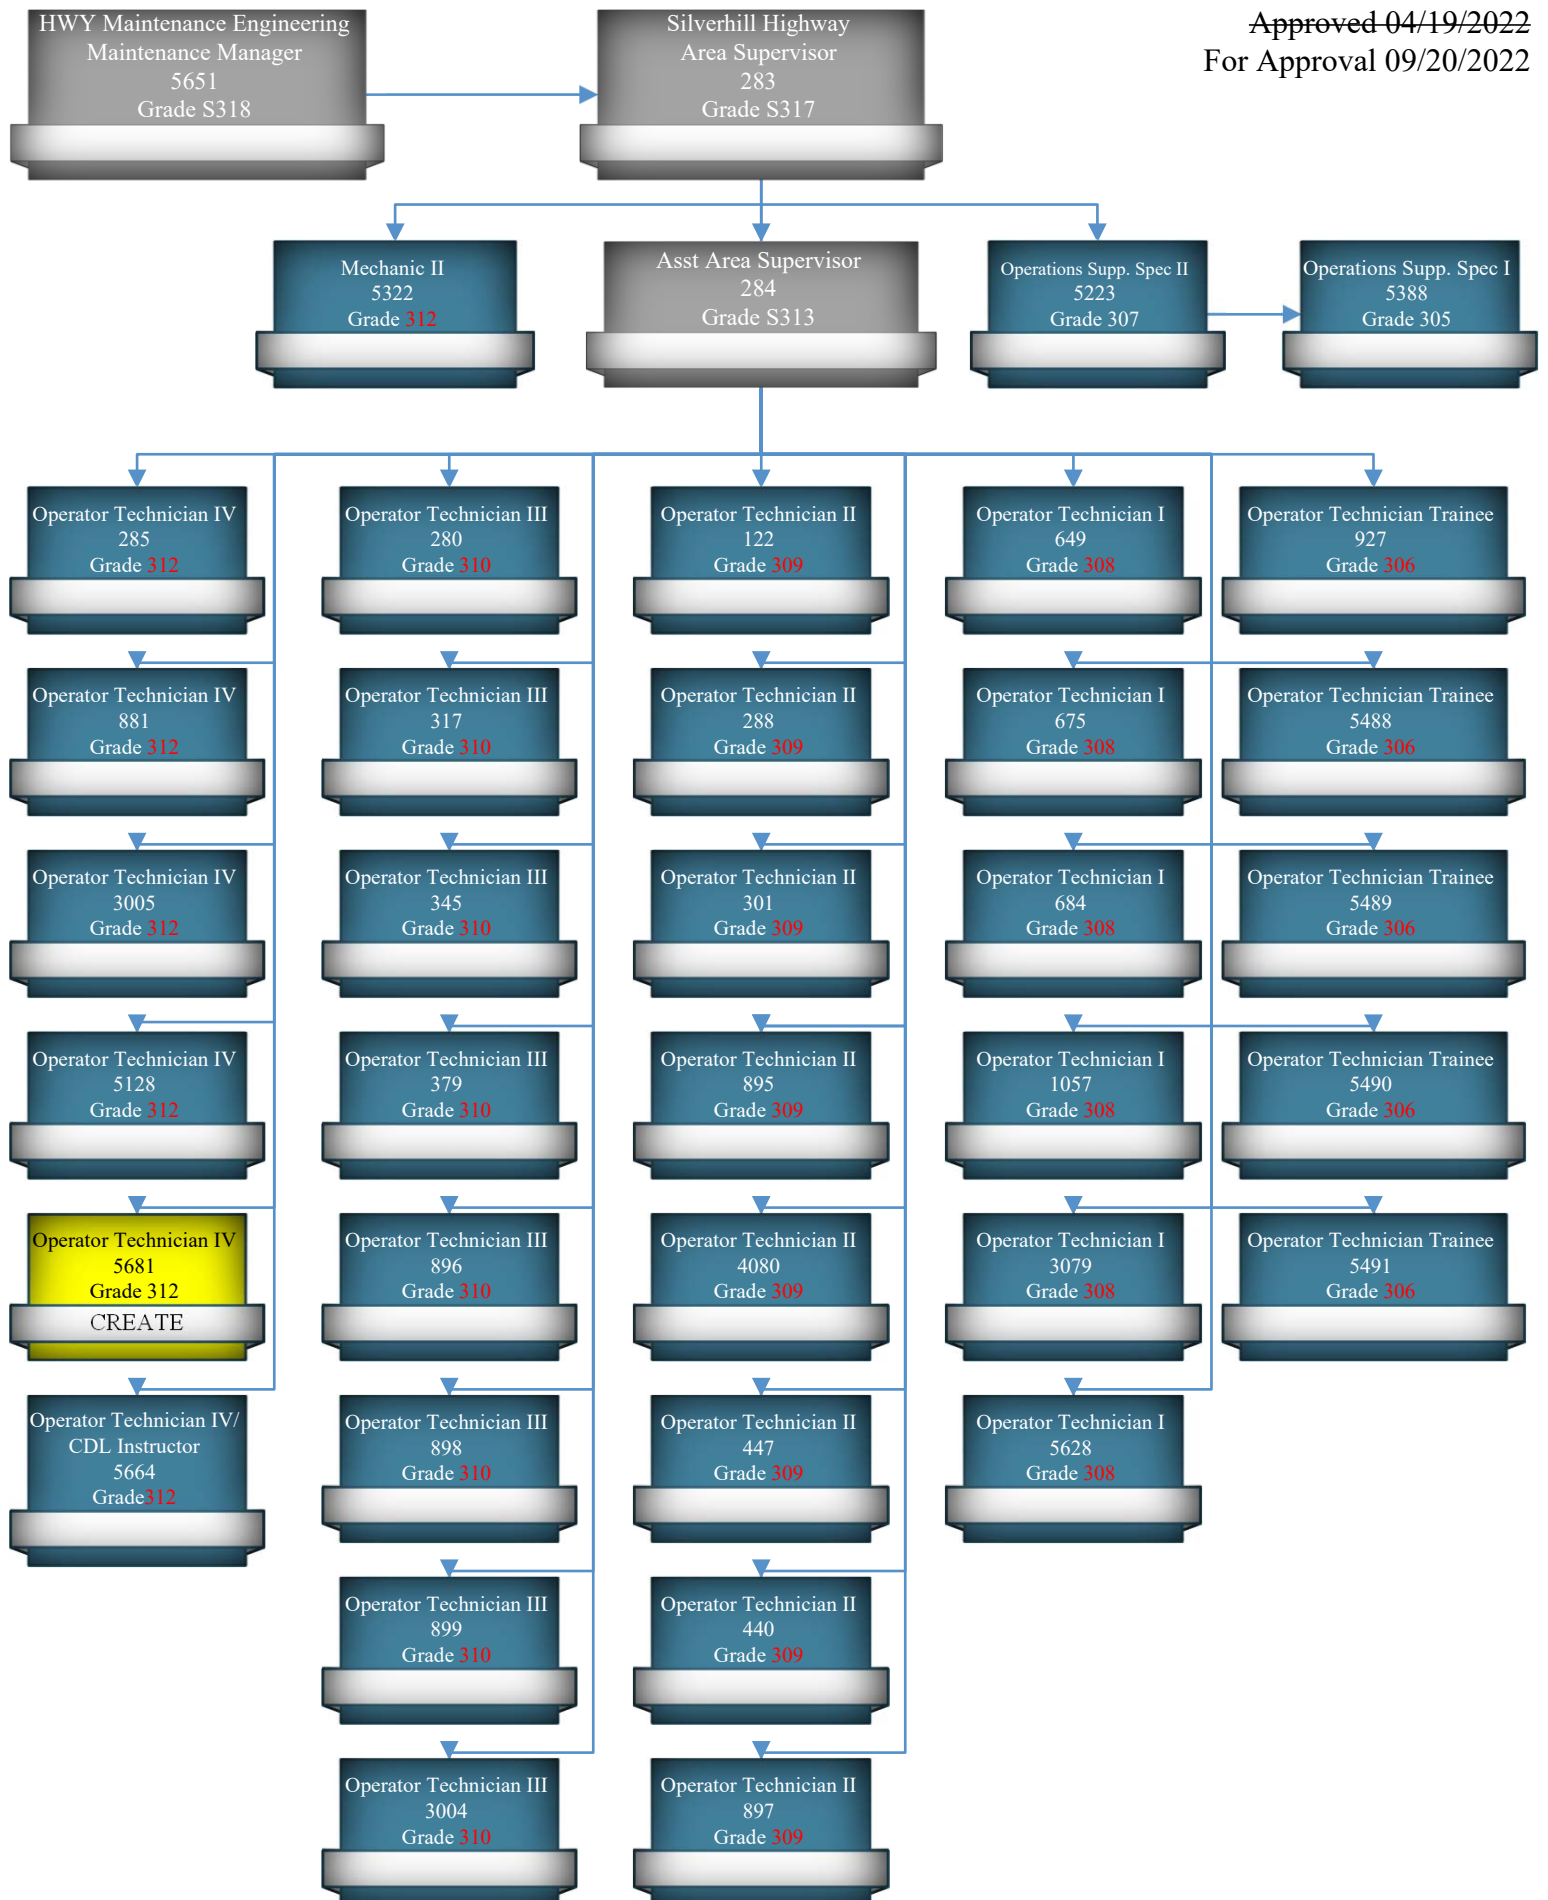 HWY Maintenance Engineering
Maintenance Manager
5651
Grade S318
Silverhill Highway
Area Supervisor
283
Grade S317
Approved 04/19/2022
For Approval 09/20/2022
Mechanic II
5322
Grade 312
Asst Area Supervisor
284
Grade S313
Operations Supp. Spec II
5223
Grade 307
Operations Supp. Spec I
5388
Grade 305
Operator Technician IV
285
Grade 312
Operator Technician III
280
Grade 310
Operator Technician II
122
Grade 309
Operator Technician I
649
Grade 308
Operator Technician Trainee
927
Grade 306
Operator Technician IV
881
Grade 312
Operator Technician III
317
Grade 310
Operator Technician II
288
Grade 309
Operator Technician I
675
Grade 308
Operator Technician Trainee
5488
Grade 306
Operator Technician IV
3005
Grade 312
Operator Technician III
345
Grade 310
Operator Technician II
301
Grade 309
Operator Technician I
684
Grade 308
Operator Technician Trainee
5489
Grade 306
Operator Technician IV
5128
Grade 312
Operator Technician III
379
Grade 310
Operator Technician II
895
Grade 309
Operator Technician I
1057
Grade 308
Operator Technician Trainee
5490
Grade 306
Operator Technician IV
5681
Grade 312
CREATE
Operator Technician III
896
Grade 310
Operator Technician II
4080
Grade 309
Operator Technician I
3079
Grade 308
Operator Technician Trainee
5491
Grade 306
Operator Technician IV/
CDL Instructor
5664
Grade312
Operator Technician III
898
Grade 310
Operator Technician II
447
Grade 309
Operator Technician I
5628
Grade 308
Operator Technician III
899
Grade 310
Operator Technician II
440
Grade 309
Operator Technician III
3004
Grade 310
Operator Technician II
897
Grade 309